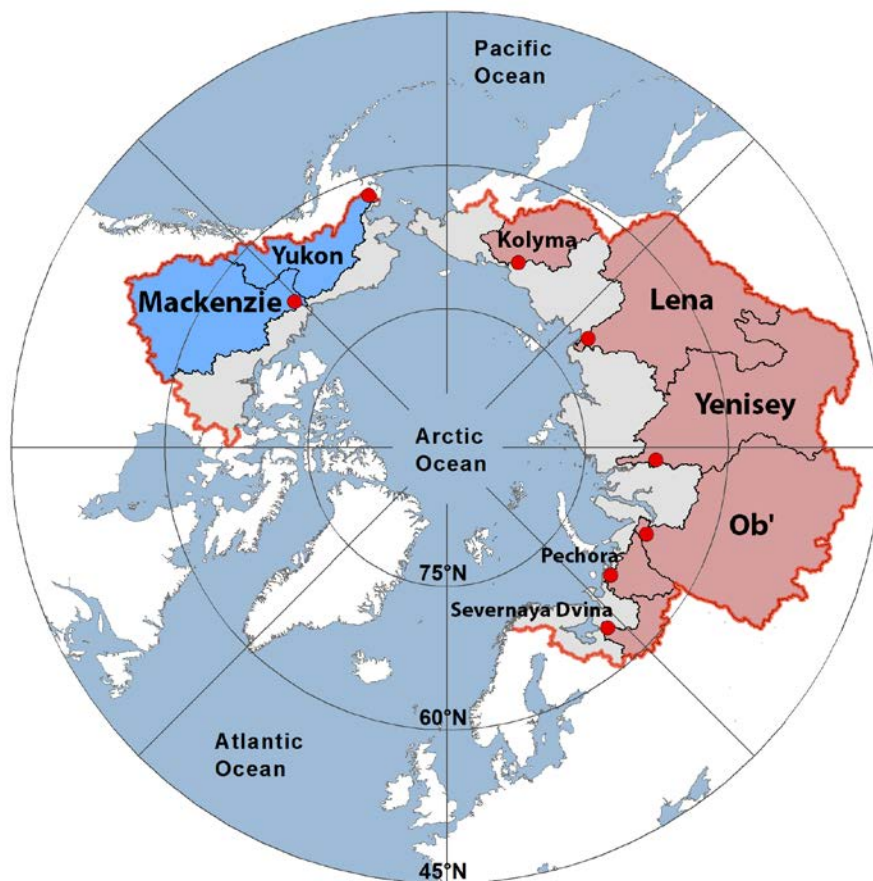 Pacific
Ocean
Kolyma
Yukon
Mackenzie
Lena
Yenisey
Arctic
Ocean
Ob'
Pechora
75°N
Severnaya Dvina
60°N
Atlantic
Ocean
45°N